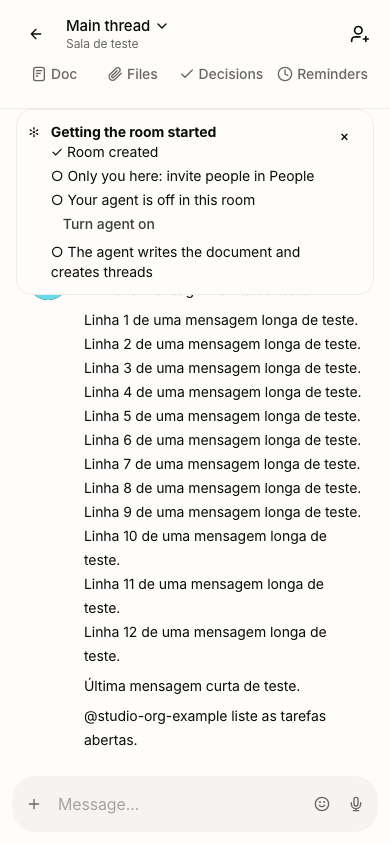 Main thread
Sala de teste
Doc
Files
Decisions
Reminders
Getting the room started
✓ Room created
Only you here: invite people in People
Your agent is off in this room
Turn agent on
The agent writes the document and
creates threads
Linha 1 de uma mensagem longa de teste.
Linha 2 de uma mensagem longa de teste.
Linha 3 de uma mensagem longa de teste.
Linha 4 de uma mensagem longa de teste.
Linha 5 de uma mensagem longa de teste.
Linha 6 de uma mensagem longa de teste.
Linha 7 de uma mensagem longa de teste.
Linha 8 de uma mensagem longa de teste.
Linha 9 de uma mensagem longa de teste.
Linha 10 de uma mensagem longa de
teste.
Linha 11 de uma mensagem longa de
teste.
Linha 12 de uma mensagem longa de
teste.
Última mensagem curta de teste.
@studio-org-example liste as tarefas
abertas.
Message...